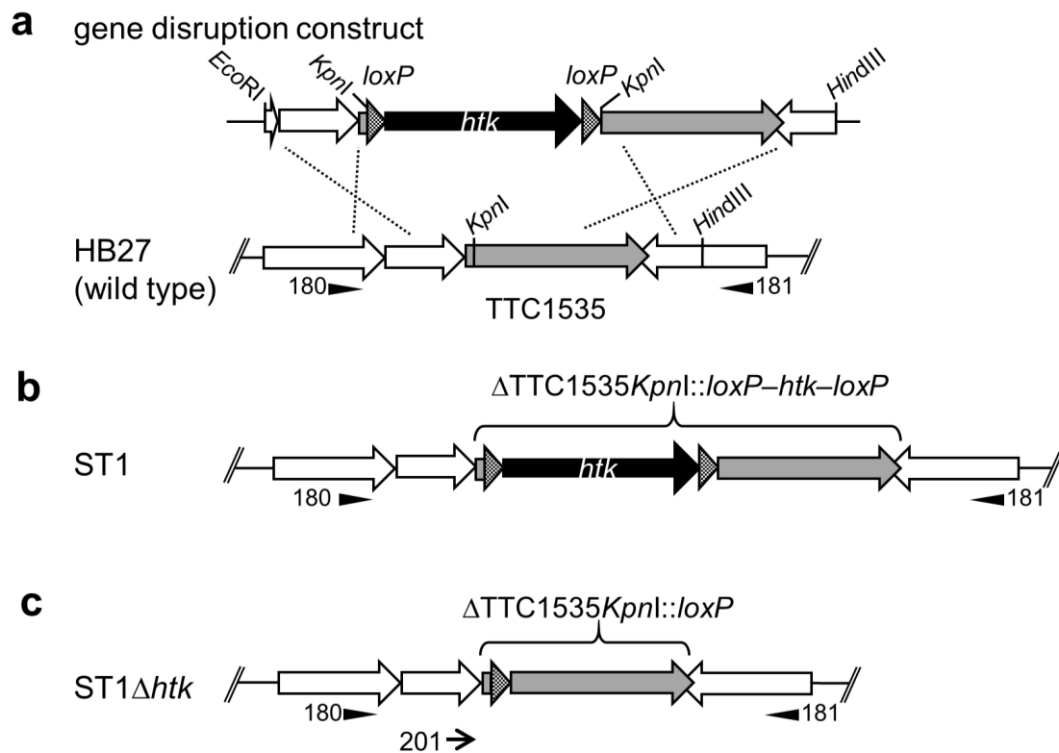 a gene disruption construct
EcoRI KpnI loxP htk loxP KpnI HindIII
KpnI HindIII
HB27
(wild type)
180 181
TTC1535
b ΔTTC1535KpnI::loxP–htk–loxP
ST1 htk
180 181
c ΔTTC1535KpnI::loxP
ST1Δhtk
180 181
201